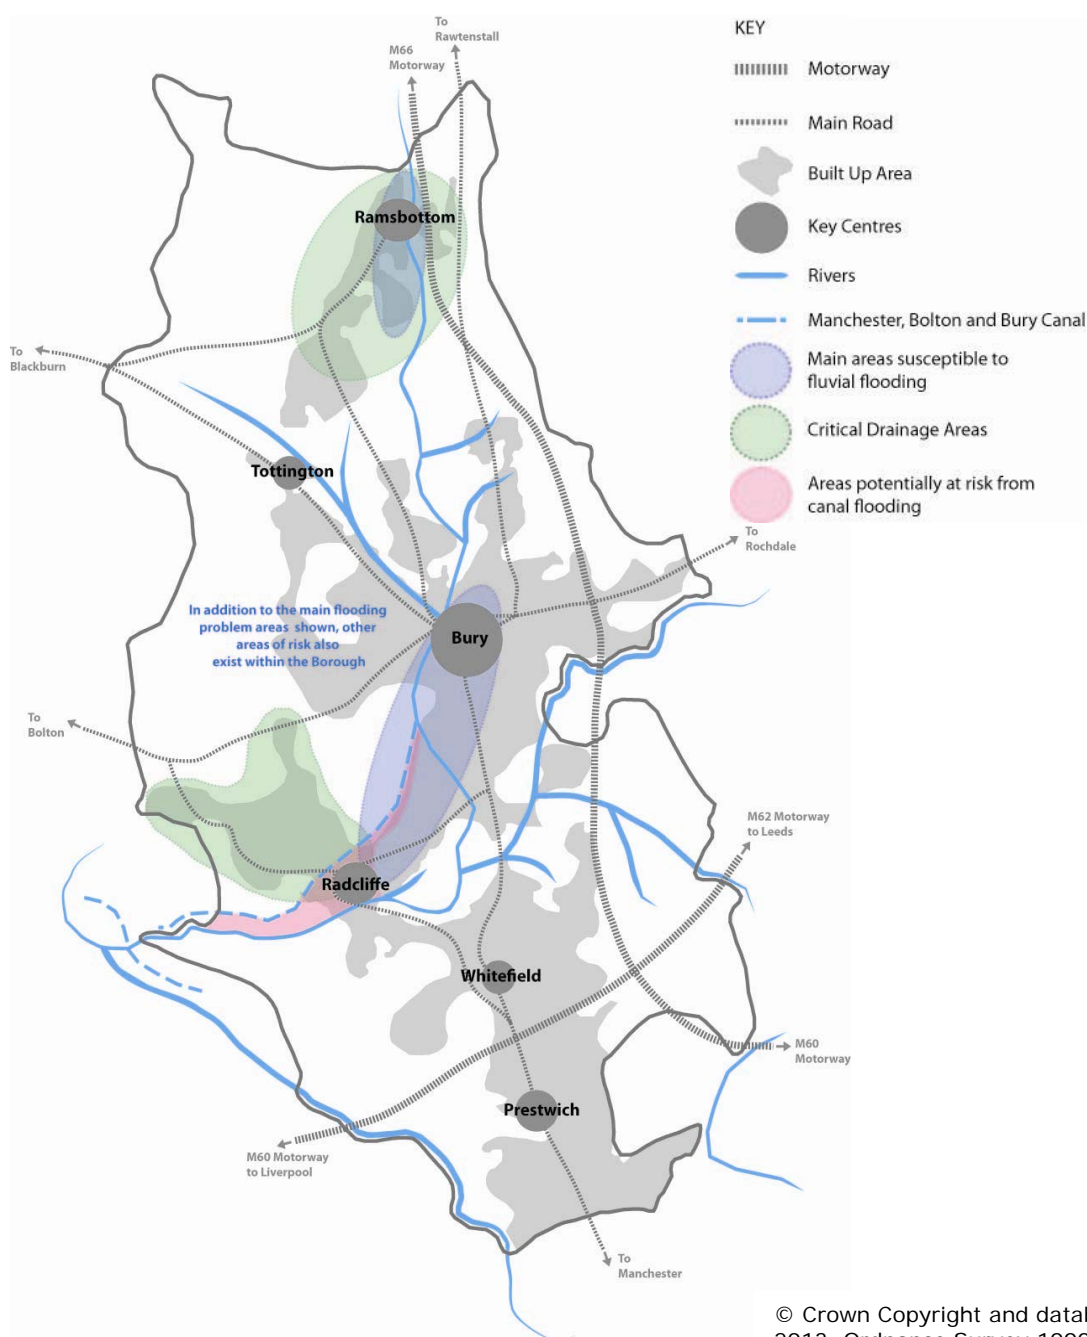 To
Rawtenstall
M66
Motorway
KEY
Motorway
Main Road
Built Up Area
Key Centres
Rivers
Manchester, Bolton and Bury Canal
Main areas susceptible to
fluvial flooding
Critical Drainage Areas
Areas potentially at risk from
canal flooding
Ramsbottom
To
Blackburn
Tottington
To
Rochdale
In addition to the main flooding
problem areas shown, other
areas of risk also
exist within the Borough
Bury
To
Bolton
M62 Motorway
to Leeds
Radcliffe
Whitefield
M60
Motorway
Prestwich
M60 Motorway
to Liverpool
To
Manchester
© Crown Copyright and